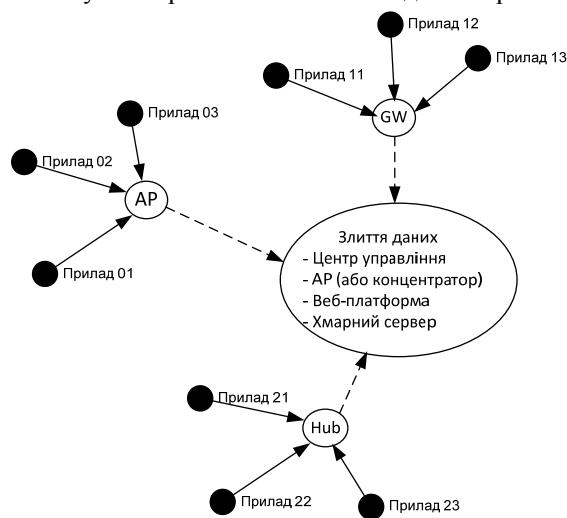 Прилад 12
Прилад 11
Прилад 13
GW
Прилад 03
Прилад 02
AP
Прилад 01
Злиття даних
- Центр управління
- AP (або концентратор)
- Веб-платформа
- Хмарний сервер
Прилад 21
Hub
Прилад 22
Прилад 23